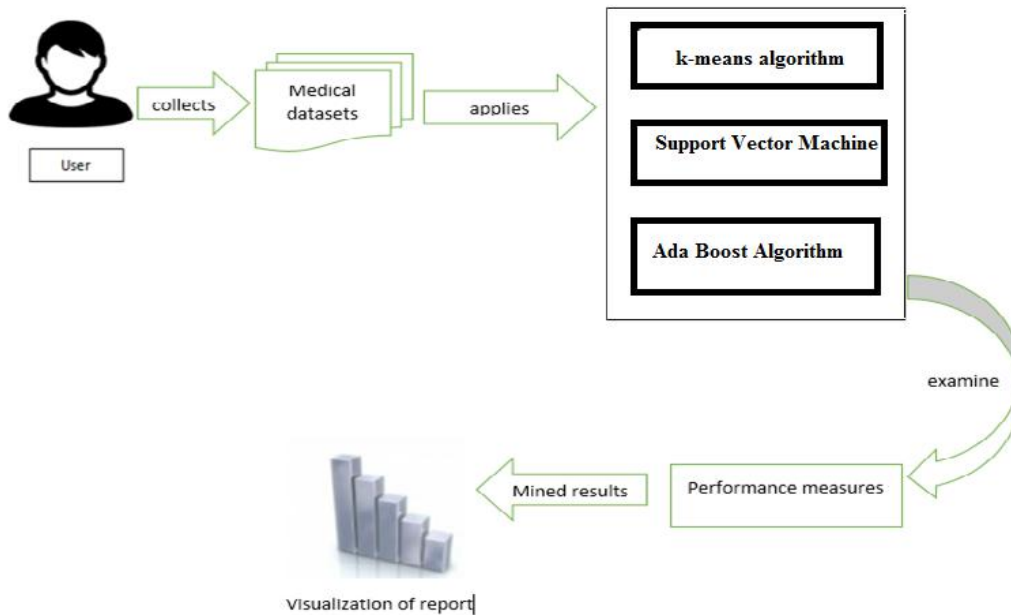 k-means algorithm
collects
Medical
datasets
applies
Support Vector Machine
User
Ada Boost Algorithm
examine
Mined results
Performance measures
Visualization of report